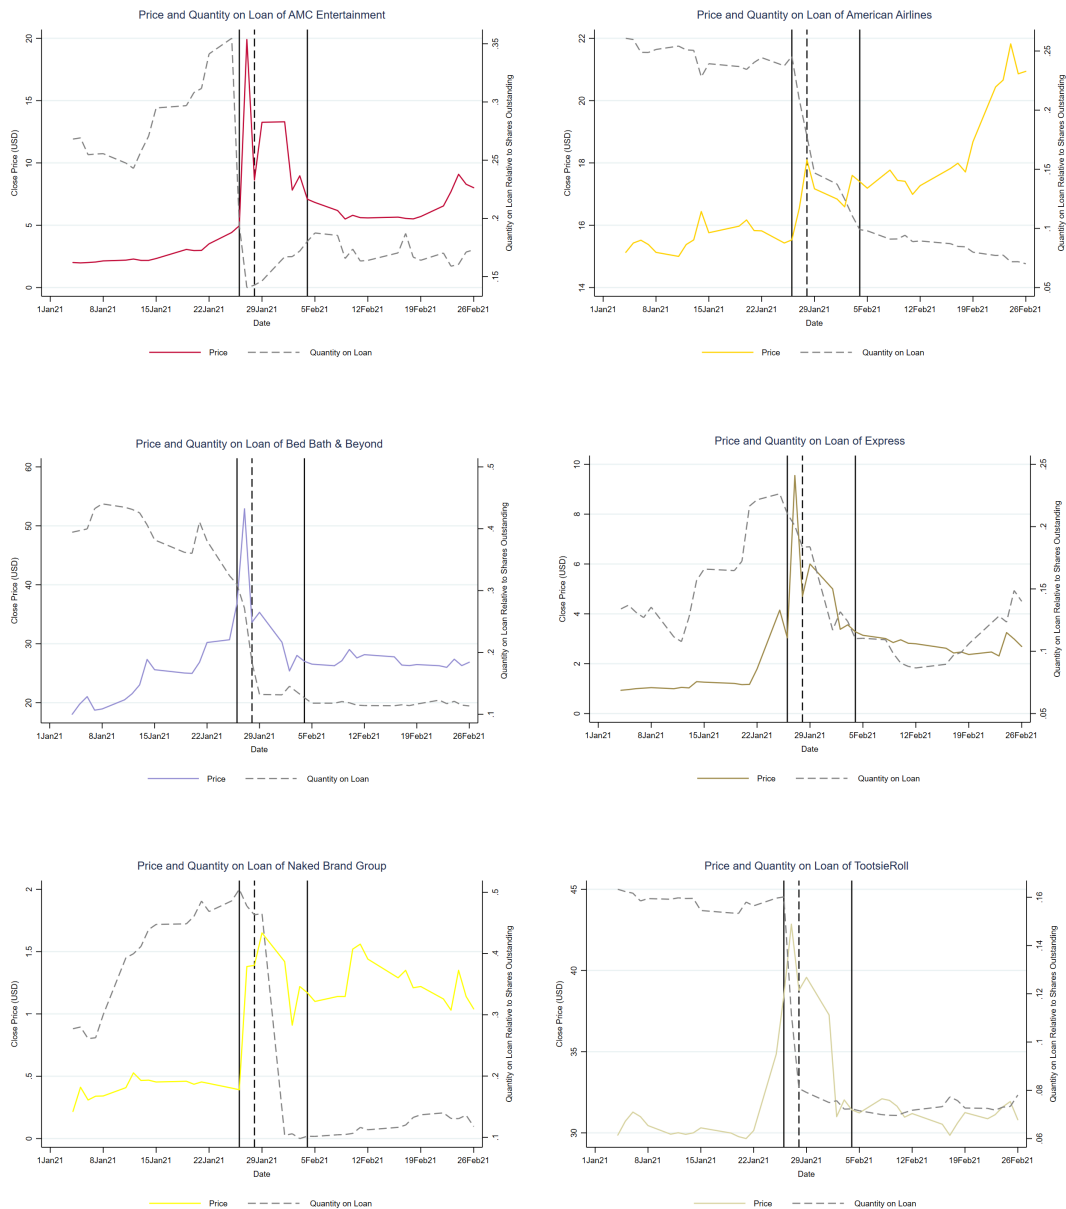 Price and Quantity on Loan of AMC Entertainment
Close Price (USD)
0 5 10 15 20
Quantity on Loan Relative to Shares Outstanding
.15 .2 .25 .3 .35
1Jan21 8Jan21 15Jan21 22Jan21 29Jan21 5Feb21 12Feb21 19Feb21 26Feb21
Date
Price Quantity on Loan
Price and Quantity on Loan of American Airlines
Close Price (USD)
14 16 18 20 22
Quantity on Loan Relative to Shares Outstanding
.05 .1 .15 .2 .25
1Jan21 8Jan21 15Jan21 22Jan21 29Jan21 5Feb21 12Feb21 19Feb21 26Feb21
Date
Price Quantity on Loan
Price and Quantity on Loan of Bed Bath & Beyond
Close Price (USD)
20 30 40 50 60
Quantity on Loan Relative to Shares Outstanding
.1 .2 .3 .4 .5
1Jan21 8Jan21 15Jan21 22Jan21 29Jan21 5Feb21 12Feb21 19Feb21 26Feb21
Date
Price Quantity on Loan
Price and Quantity on Loan of Express
Close Price (USD)
0 2 4 6 8 10
Quantity on Loan Relative to Shares Outstanding
.05 .1 .15 .2 .25
1Jan21 8Jan21 15Jan21 22Jan21 29Jan21 5Feb21 12Feb21 19Feb21 26Feb21
Date
Price Quantity on Loan
Price and Quantity on Loan of Naked Brand Group
Close Price (USD)
0 .5 1 1.5 2
Quantity on Loan Relative to Shares Outstanding
.1 .2 .3 .4 .5
1Jan21 8Jan21 15Jan21 22Jan21 29Jan21 5Feb21 12Feb21 19Feb21 26Feb21
Date
Price Quantity on Loan
Price and Quantity on Loan of TootsieRoll
Close Price (USD)
30 35 40 45
Quantity on Loan Relative to Shares Outstanding
.06 .08 .1 .12 .14 .16
1Jan21 8Jan21 15Jan21 22Jan21 29Jan21 5Feb21 12Feb21 19Feb21 26Feb21
Date
Price Quantity on Loan